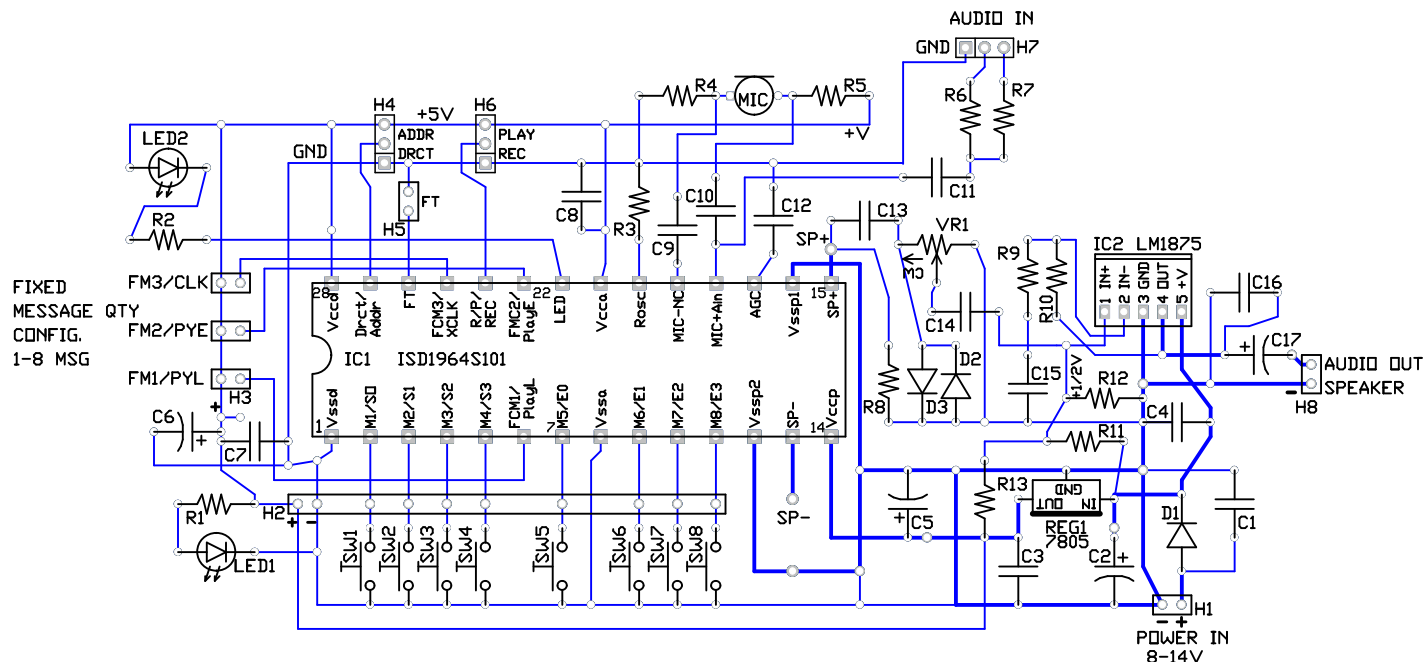 AUDIO IN
GND H7
H4 H6 R4 MIC R5
+5V
ADDR PLAY
DRCT REC
GND
+V
R6 R7
LED2
FT
H5
C8 R3 C9 C10 C12 C11
R2
C13 VR1
SP+
R9 R10
IC2 LM1875
1 IN+
2 IN-
3 GND
4 OUT
5 +V
C16
C17
+
FIXED
MESSAGE QTY
CONFIG.
1-8 MSG
FM3/CLK
FM2/PYE
FM1/PYL
H3
28 22 15
Vccd
Drct/
Addr
FT
FCM3/
XCLK
R/P/
REC
FMC2/
PlayE
LED
Vcca
Rosc
MIC-NC
MIC+Ain
AGC
Vssp1
SP+
IC1 ISD1964S101
1 7 14
Vssd
M1/S0
M2/S1
M3/S2
M4/S3
FCM1/
PlayL
M5/E0
Vssa
M6/E1
M7/E2
M8/E3
Vssp2
SP-
Vccp
C14
D2
D3
R8
C15
+1/2V
R12
C4
R11
AUDIO OUT
SPEAKER
-
H8
+
C6 +
C7
R1
H2
+ -
LED1
SW1 SW2 SW3 SW4 SW5 SW6 SW7 SW8
SP-
C5
+
R13
IN OUT
GND
REG1
7805
C3
C2 +
D1
C1
H1
- +
POWER IN
8-14V